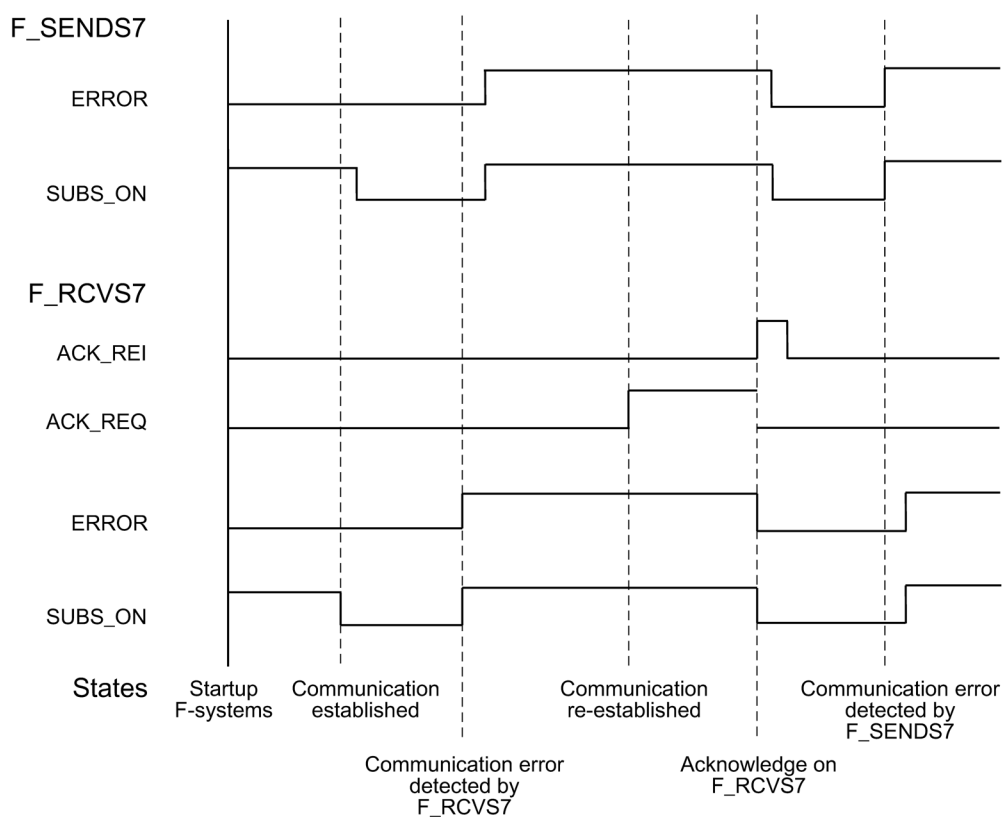 F_SENDS7
ERROR
SUBS_ON
F_RCVS7
ACK_REI
ACK_REQ
ERROR
SUBS_ON
States
Startup
F-systems
Communication
established
Communication error
detected by
F_RCVS7
Communication
re-established
Acknowledge on
F_RCVS7
Communication error
detected by
F_SENDS7